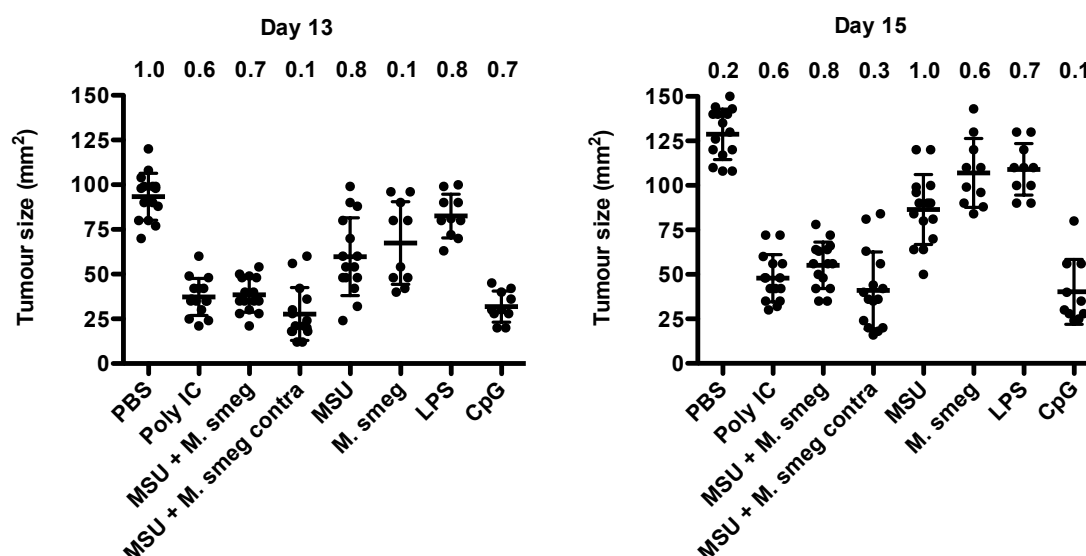 Day 13
1.0 0.6 0.7 0.1 0.8 0.1 0.8 0.7
Tumour size (mm²)
150
125
100
75
50
25
0
PBS
Poly IC
MSU + M. smeg
MSU + M. smeg contra
MSU
M. smeg
LPS
CpG
Day 15
0.2 0.6 0.8 0.3 1.0 0.6 0.7 0.1
Tumour size (mm²)
150
125
100
75
50
25
0
PBS
Poly IC
MSU + M. smeg
MSU + M. smeg contra
MSU
M. smeg
LPS
CpG